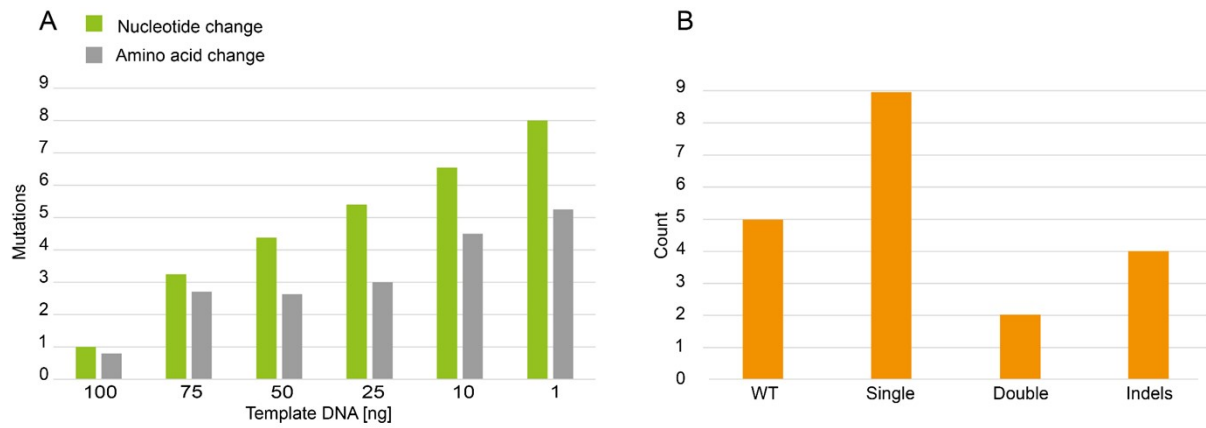 A
Nucleotide change
Amino acid change
9
8
7
6
5
4
3
2
1
0
Mutations
100 75 50 25 10 1
Template DNA [ng]
B
9
8
7
6
5
4
3
2
1
0
Count
WT Single Double Indels